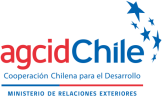 agcidChile
Cooperación Chilena para el Desarrollo
MINISTERIO DE RELACIONES EXTERIORES